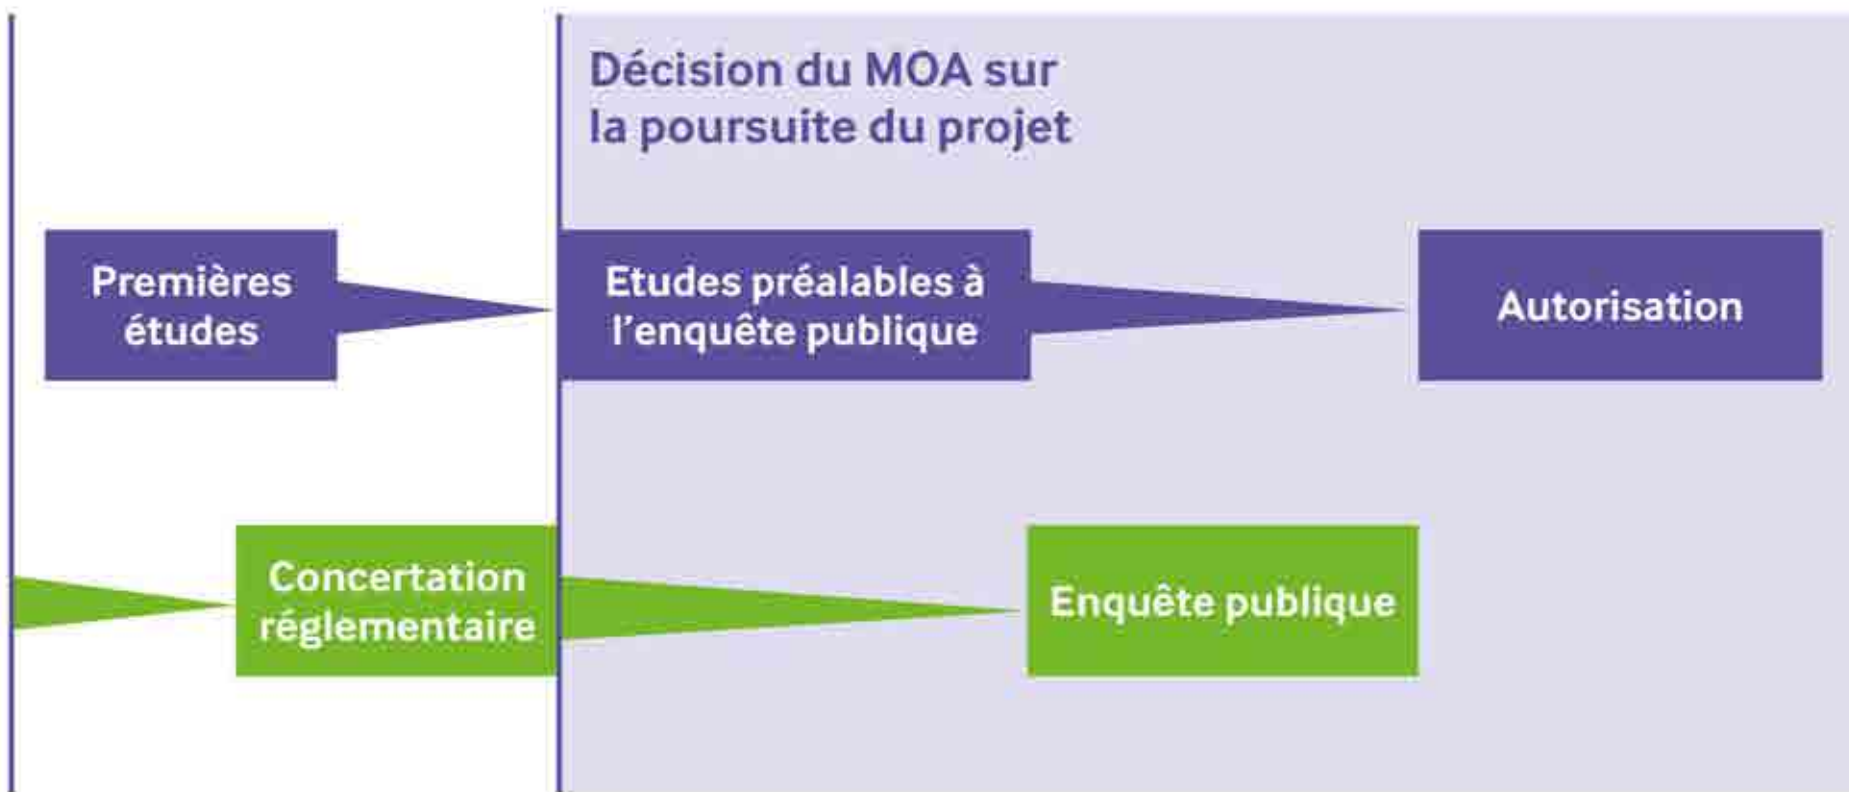 Décision du MOA sur
la poursuite du projet
Premières
études
Etudes préalables à
l'enquête publique
Autorisation
Concertation
réglementaire
Enquête publique